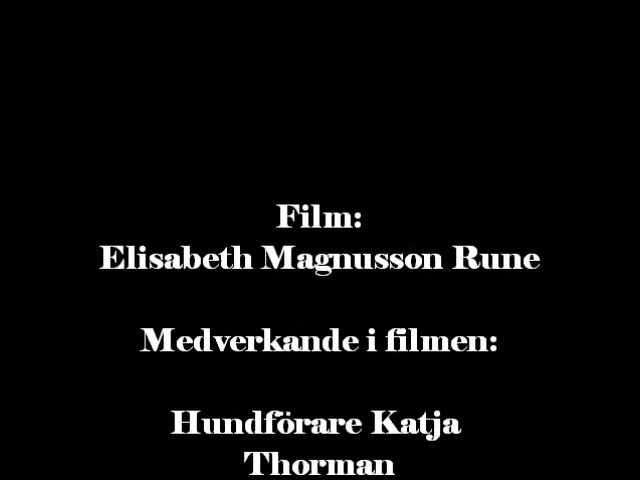 Film:
Elisabeth Magnusson Rune
Medverkande i filmen:
Hundförare Katja
Thorman